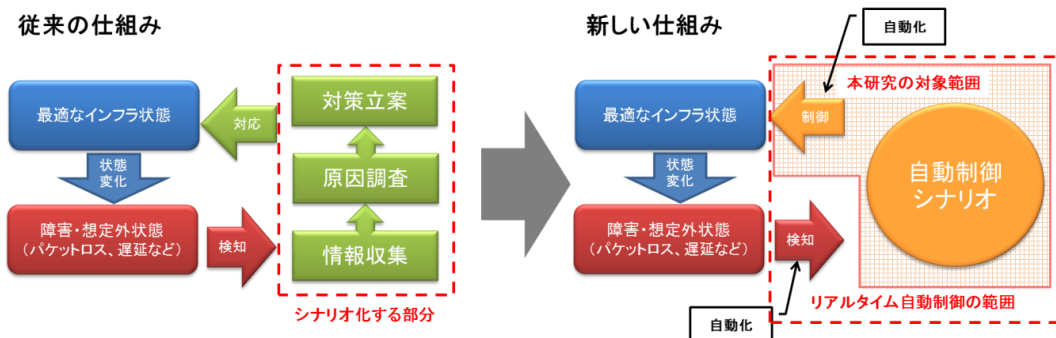 従来の仕組み
最適なインフラ状態
状態
変化
障害・想定外状態
（パケットロス、遅延など）
検知
対応
対策立案
原因調査
情報収集
シナリオ化する部分
新しい仕組み
自動化
本研究の対象範囲
最適なインフラ状態
制御
状態
変化
自動制御
シナリオ
障害・想定外状態
（パケットロス、遅延など）
検知
リアルタイム自動制御の範囲
自動化